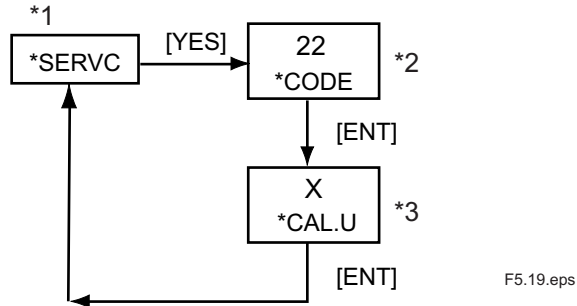 *1
*SERVC
[YES]
22
*CODE
*2
[ENT]
X
*CAL.U
*3
[ENT]
F5.19.eps